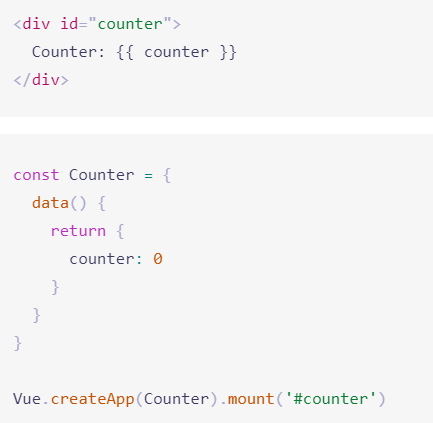 <div id="counter">
  Counter: {{ counter }}
</div>
const Counter = {
  data() {
    return {
      counter: 0
    }
  }
}
Vue.createApp(Counter).mount('#counter')